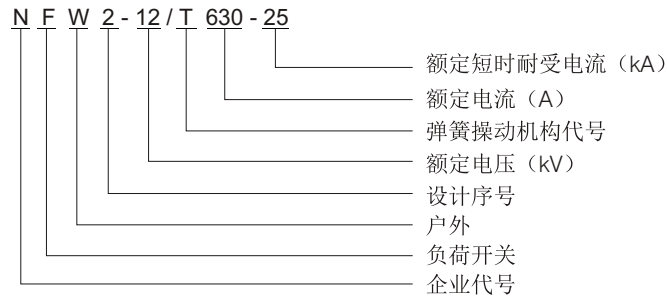 NFW2-12/T630-25
额定短时耐受电流（kA）
额定电流（A）
弹簧操动机构代号
额定电压（kV）
设计序号
户外
负荷开关
企业代号